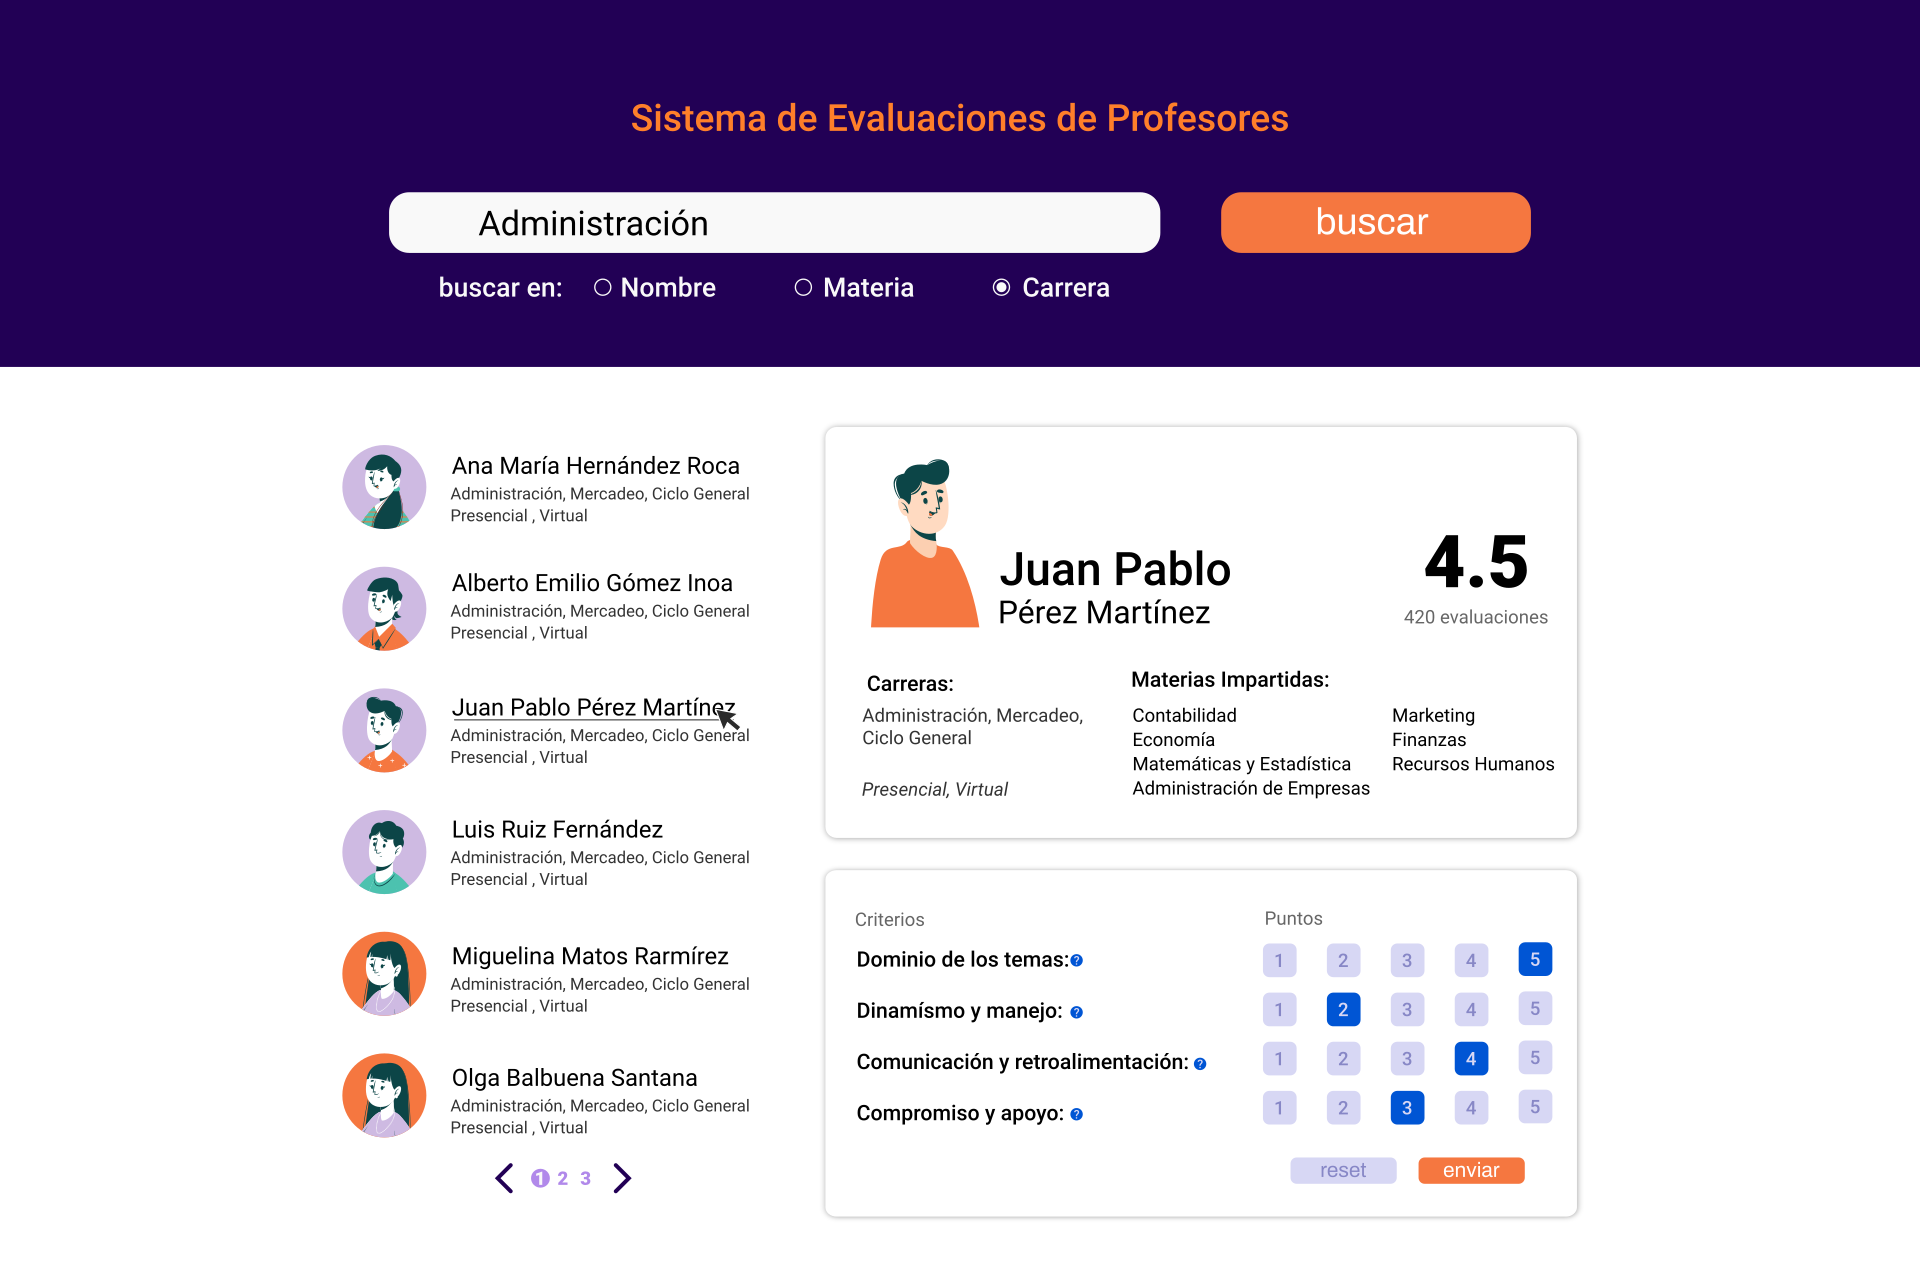 Sistema de Evaluaciones de Profesores
Administración
buscar
buscar en: Nombre Materia Carrera
Ana María Hernández Roca
Administración, Mercadeo, Ciclo General
Presencial , Virtual
Alberto Emilio Gómez Inoa
Administración, Mercadeo, Ciclo General
Presencial , Virtual
Juan Pablo Pérez Martínez
Administración, Mercadeo, Ciclo General
Presencial , Virtual
Luis Ruiz Fernández
Administración, Mercadeo, Ciclo General
Presencial , Virtual
Miguelina Matos Rarmírez
Administración, Mercadeo, Ciclo General
Presencial , Virtual
Olga Balbuena Santana
Administración, Mercadeo, Ciclo General
Presencial , Virtual
1 2 3
Juan Pablo
Pérez Martínez
4.5
420 evaluaciones
Carreras:
Administración, Mercadeo,
Ciclo General
Presencial, Virtual
Materias Impartidas:
Contabilidad
Economía
Matemáticas y Estadística
Administración de Empresas
Marketing
Finanzas
Recursos Humanos
Criterios Puntos
Dominio de los temas: ? 1 2 3 4 5
Dinamísmo y manejo: ? 1 2 3 4 5
Comunicación y retroalimentación: ? 1 2 3 4 5
Compromiso y apoyo: ? 1 2 3 4 5
reset enviar